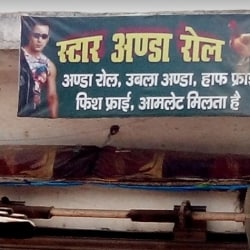 स्टार अण्डा रोल
अण्डा रोल, उबला अण्डा, हाफ फ्राई
फिश फ्राई, आमलेट मिलता है